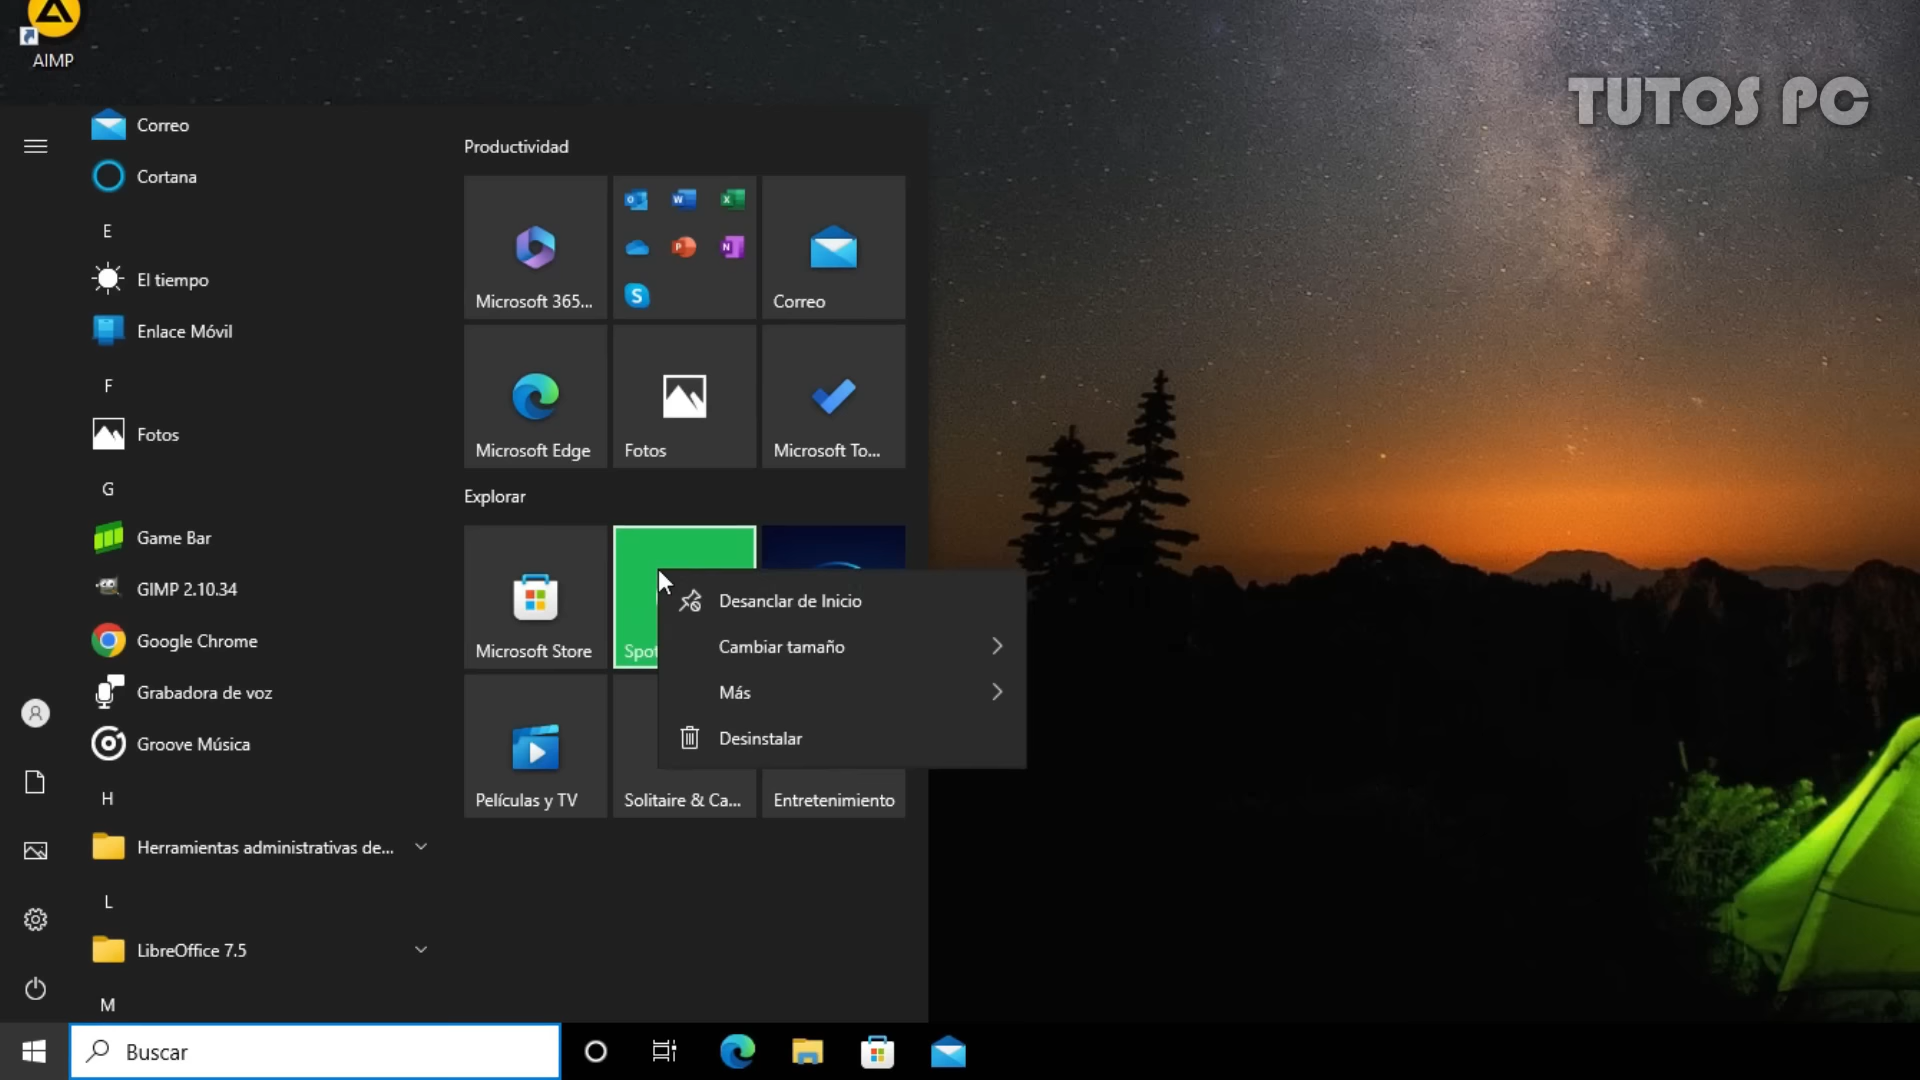 AIMP
TUTOS PC
Correo
Cortana
E
El tiempo
Enlace Móvil
F
Fotos
G
Game Bar
GIMP 2.10.34
Google Chrome
Grabadora de voz
Groove Música
H
Herramientas administrativas de...
L
LibreOffice 7.5
M
Productividad
Microsoft 365...
Correo
Microsoft Edge
Fotos
Microsoft To...
Explorar
Microsoft Store
Spot
Películas y TV
Solitaire & Ca...
Entretenimiento
Desanclar de Inicio
Cambiar tamaño
Más
Desinstalar
Buscar